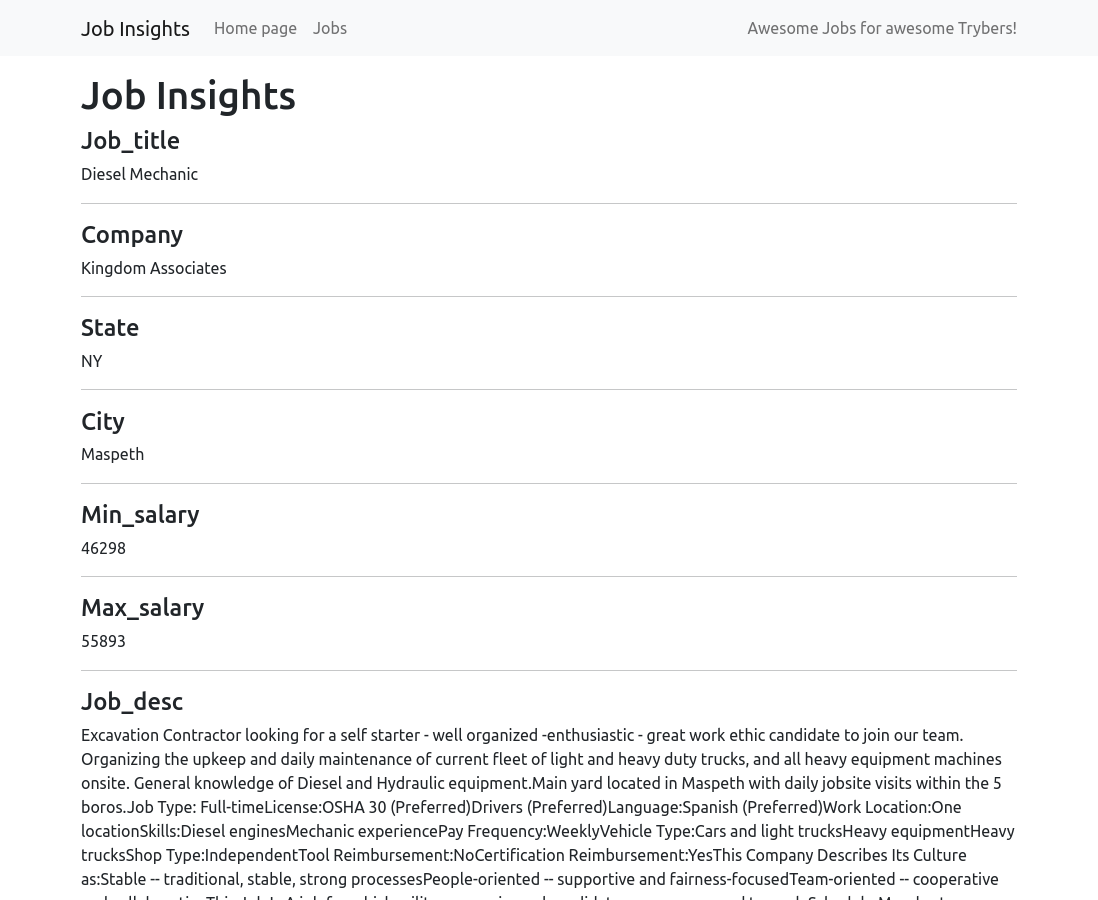 Job Insights Home page Jobs Awesome Jobs for awesome Trybers!
Job Insights
Job_title
Diesel Mechanic
Company
Kingdom Associates
State
NY
City
Maspeth
Min_salary
46298
Max_salary
55893
Job_desc
Excavation Contractor looking for a self starter - well organized -enthusiastic - great work ethic candidate to join our team.
Organizing the upkeep and daily maintenance of current fleet of light and heavy duty trucks, and all heavy equipment machines
onsite. General knowledge of Diesel and Hydraulic equipment.Main yard located in Maspeth with daily jobsite visits within the 5
boros.Job Type: Full-timeLicense:OSHA 30 (Preferred)Drivers (Preferred)Language:Spanish (Preferred)Work Location:One
locationSkills:Diesel enginesMechanic experiencePay Frequency:WeeklyVehicle Type:Cars and light trucksHeavy equipmentHeavy
trucksShop Type:IndependentTool Reimbursement:NoCertification Reimbursement:YesThis Company Describes Its Culture
as:Stable -- traditional, stable, strong processesPeople-oriented -- supportive and fairness-focusedTeam-oriented -- cooperative